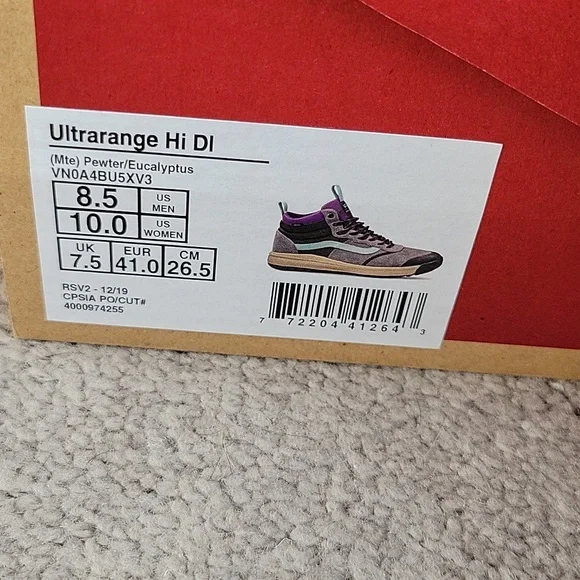 Ultrarange Hi DI
(Mte) Pewter/Eucalyptus
VN0A4BU5XV3
8.5 US MEN
10.0 US WOMEN
UK 7.5 EUR 41.0 CM 26.5
RSV2 - 12/19
CPSIA PO/CUT#
4000974255
7 72204 41264 3